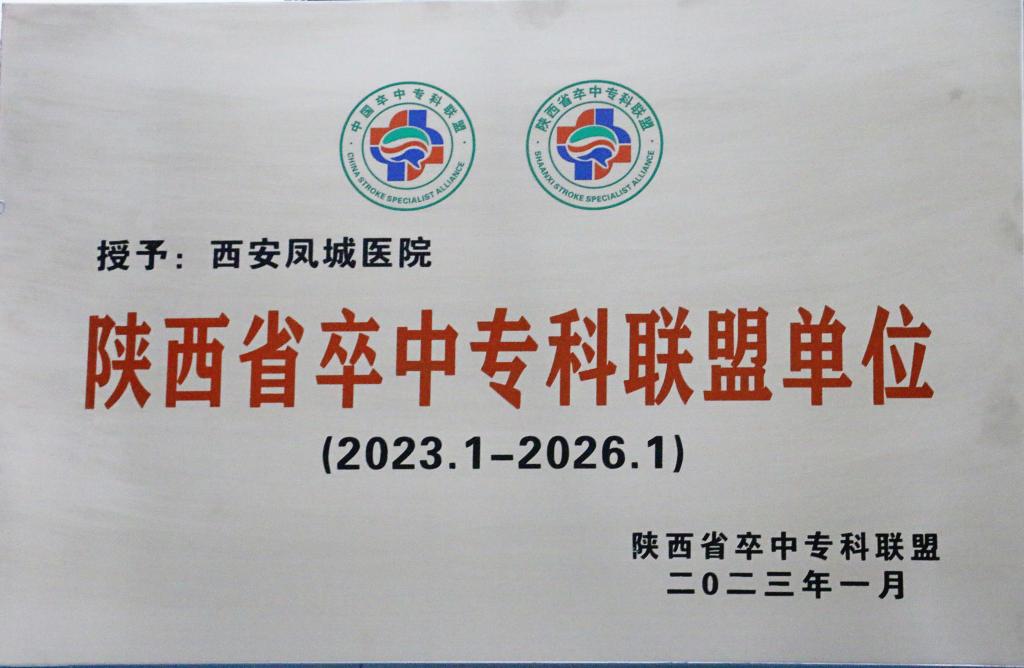 中国卒中专科联盟
CHINA STROKE SPECIALIST ALLIANCE
陕西省卒中专科联盟
SHAANXI STROKE SPECIALIST ALLIANCE
授予：西安凤城医院
陕西省卒中专科联盟单位
(2023.1-2026.1)
陕西省卒中专科联盟
二0二三年一月